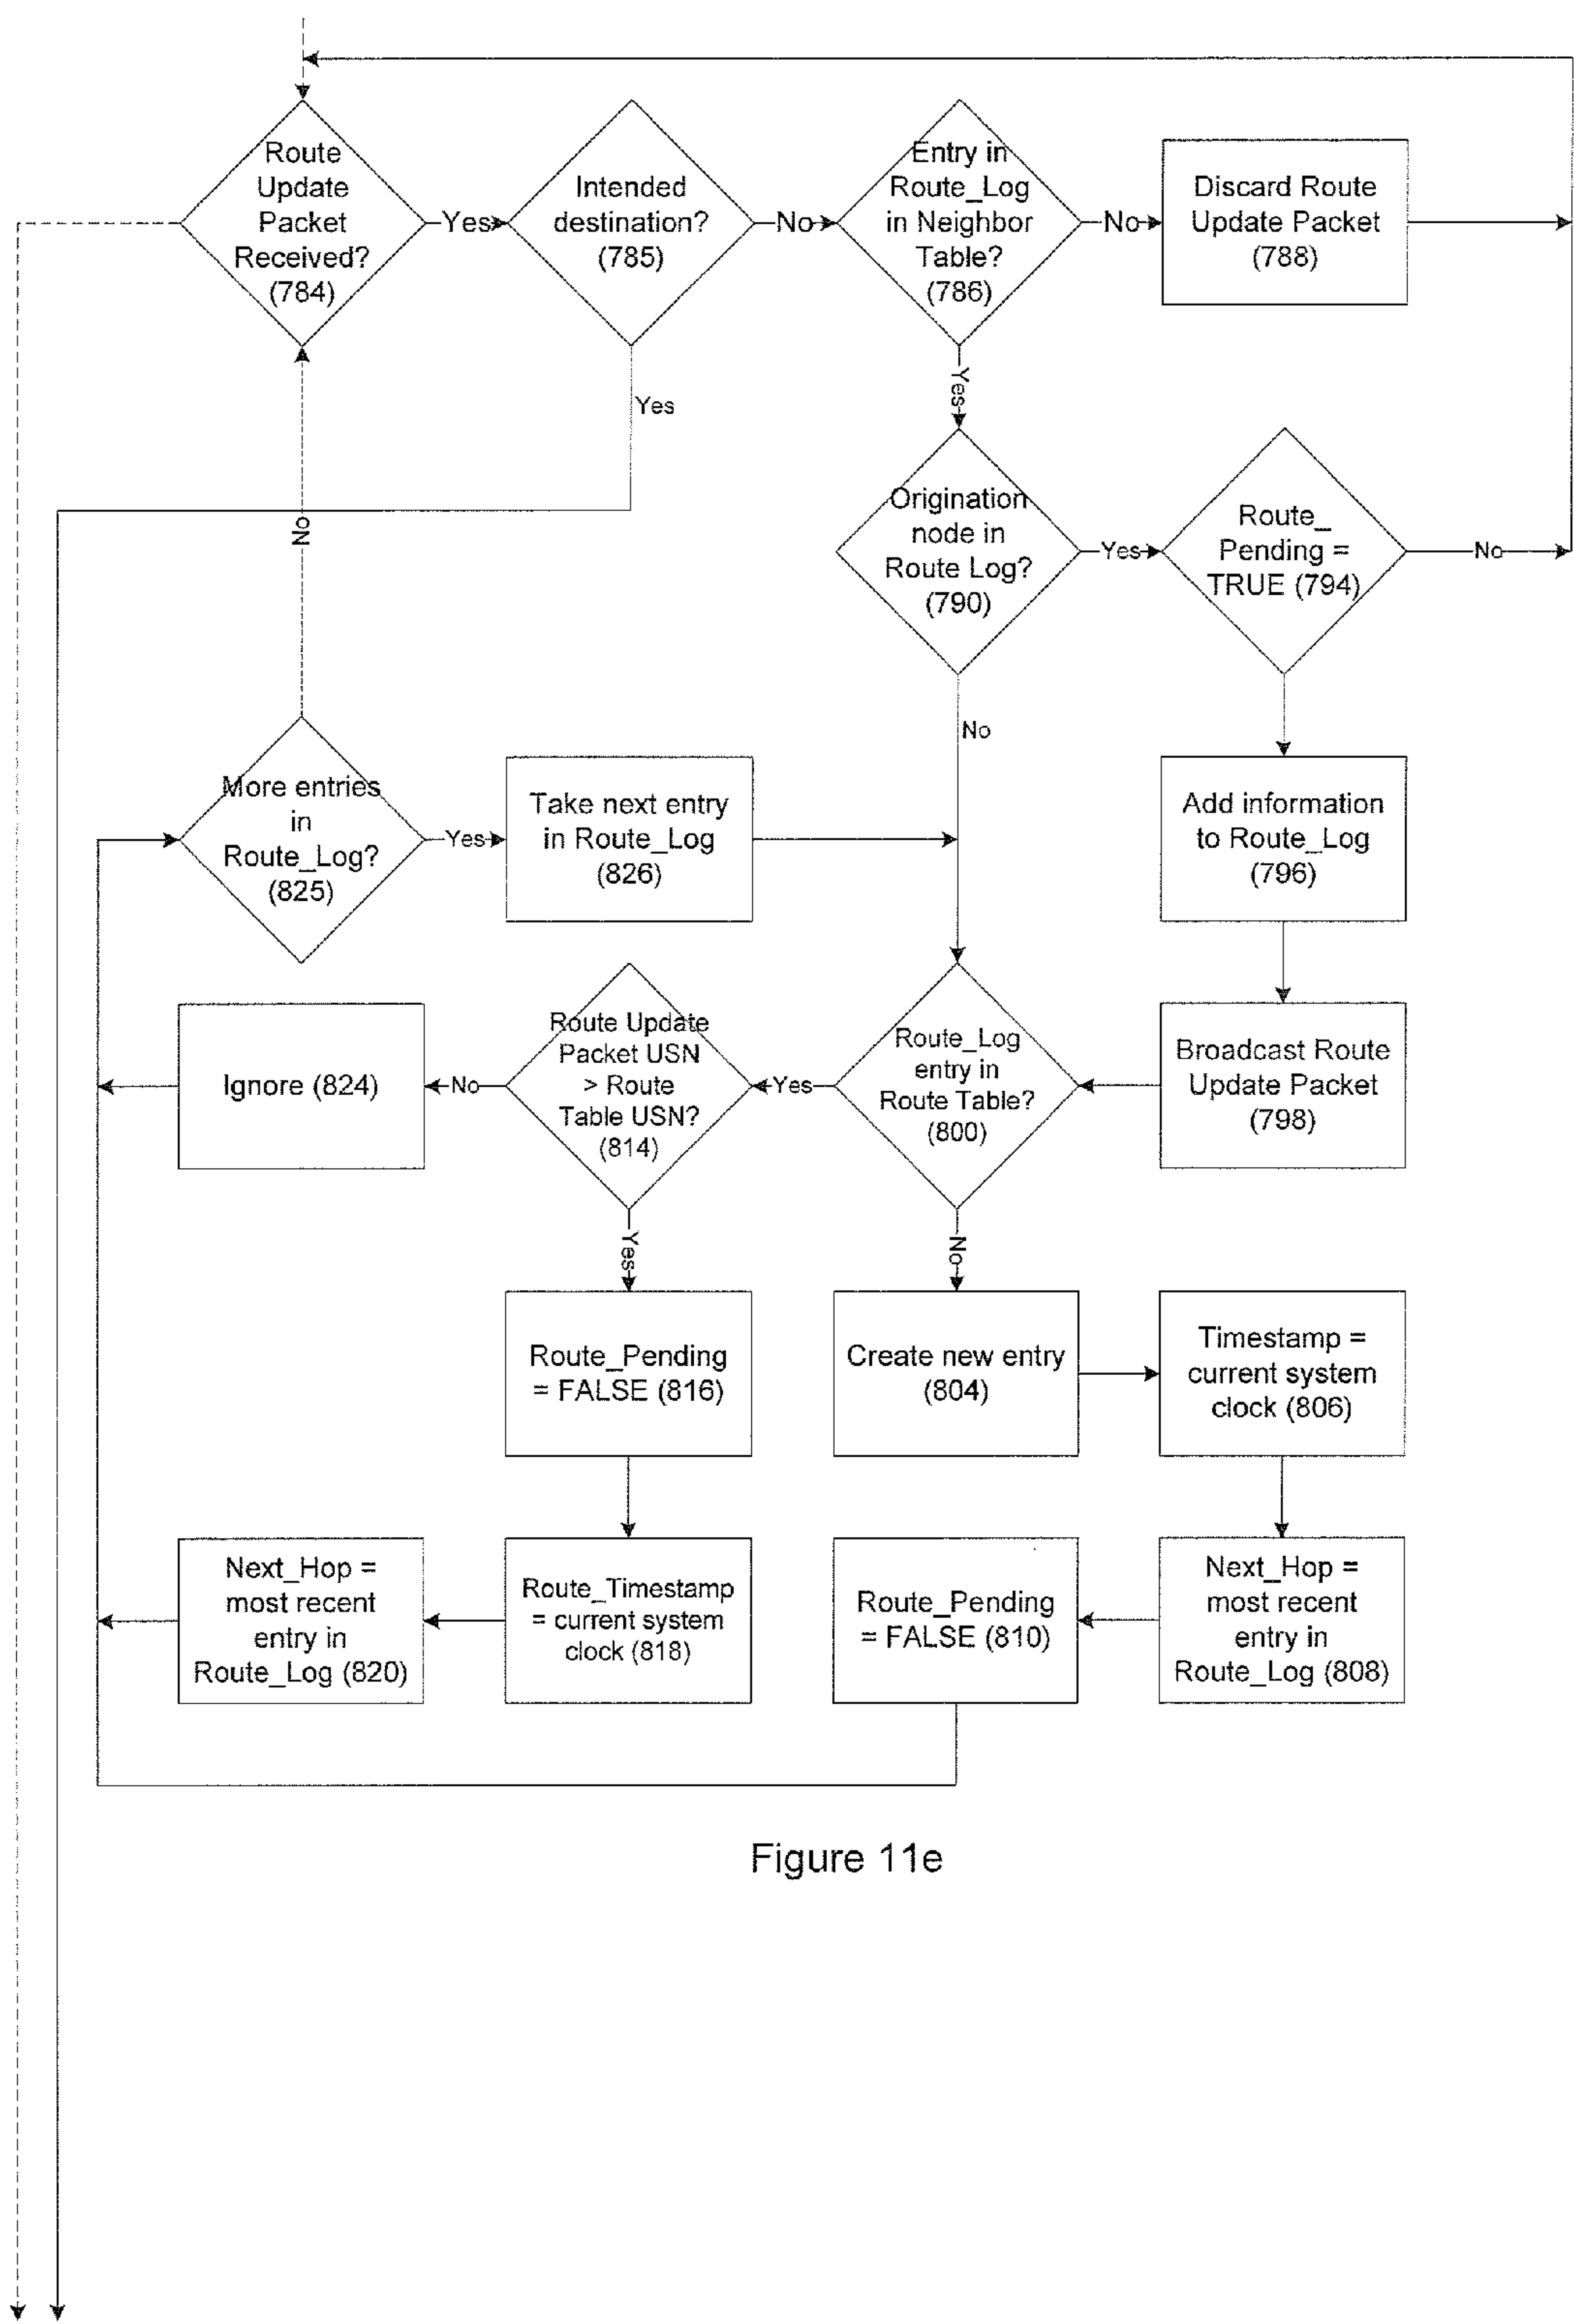 Route
Update
Packet
Received?
(784)
Yes
Intended
destination?
(785)
No
Entry in
Route_Log
in Neighbor
Table?
(786)
No
Discard Route
Update Packet
(788)
Yes
Yes
No
Origination
node in
Route Log?
(790)
Yes
Route_
Pending =
TRUE (794)
No
No
More entries
in
Route_Log?
(825)
Yes
Take next entry
in Route_Log
(826)
Add information
to Route_Log
(796)
Ignore (824)
No
Route Update
Packet USN
> Route
Table USN?
(814)
Yes
Route_Log
entry in
Route Table?
(800)
Broadcast Route
Update Packet
(798)
Yes
No
Route_Pending
= FALSE (816)
Create new entry
(804)
Timestamp =
current system
clock (806)
Next_Hop =
most recent
entry in
Route_Log (820)
Route_Timestamp
= current system
clock (818)
Route_Pending
= FALSE (810)
Next_Hop =
most recent
entry in
Route_Log (808)
Figure 11e